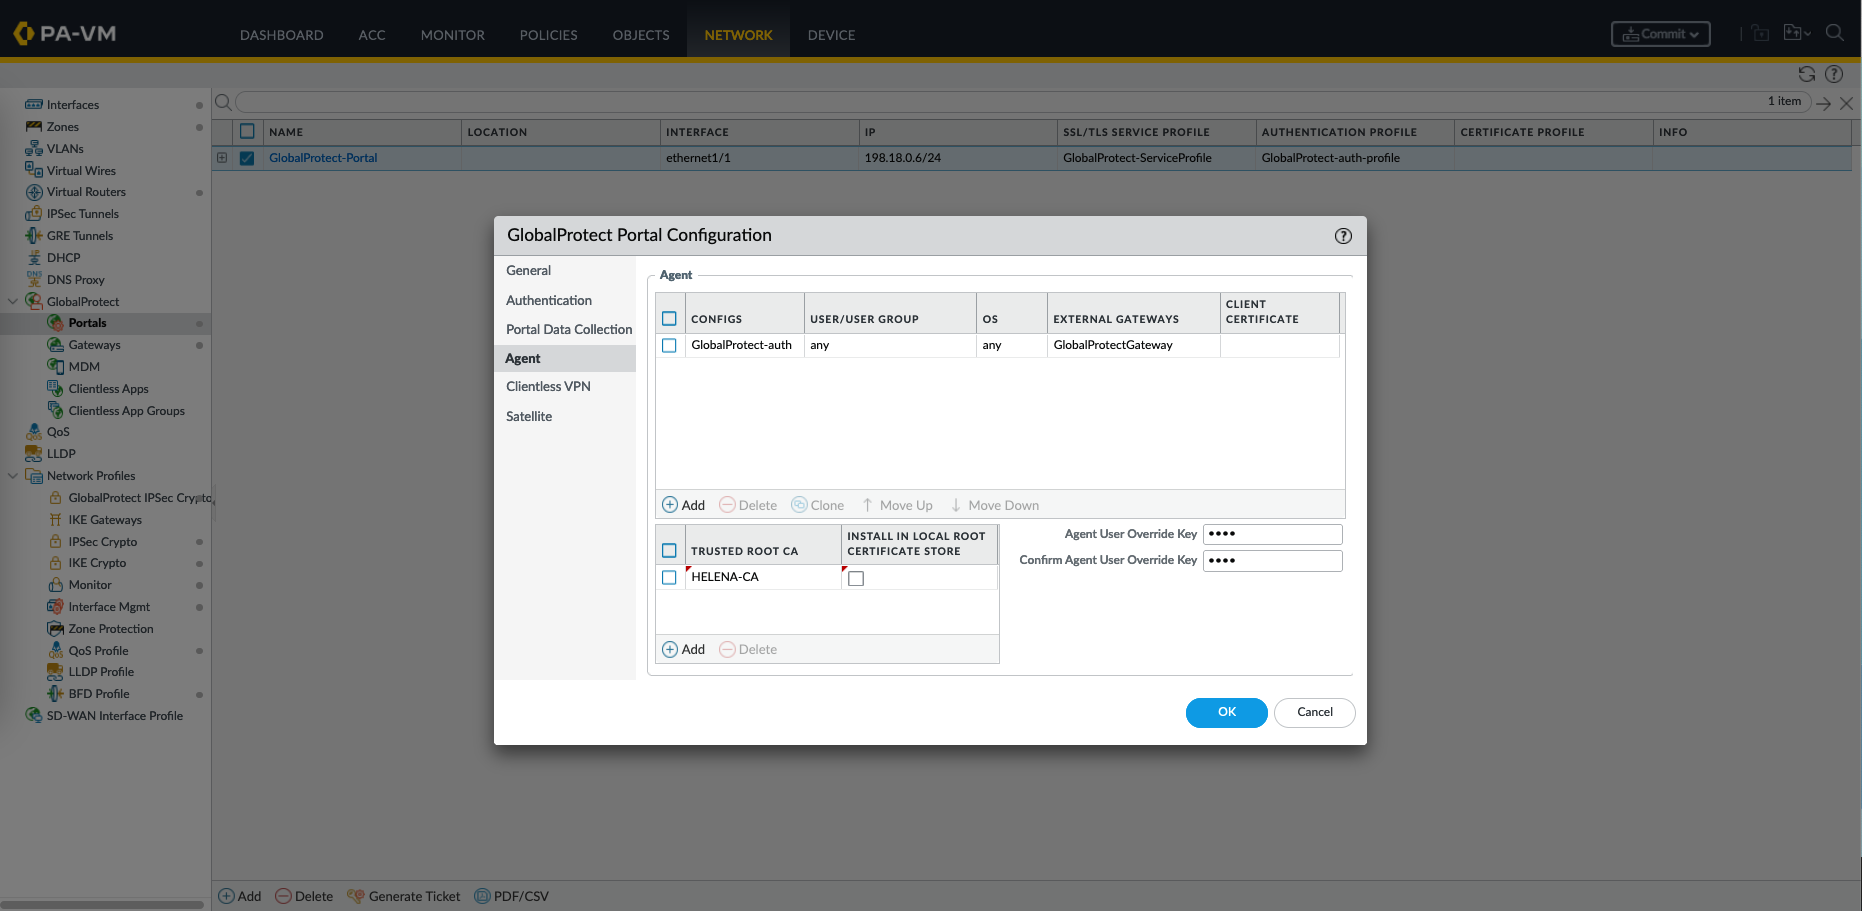 PA-VM
DASHBOARD ACC MONITOR POLICIES OBJECTS NETWORK DEVICE
Commit
1 item
Interfaces
Zones
VLANs
Virtual Wires
Virtual Routers
IPSec Tunnels
GRE Tunnels
DHCP
DNS Proxy
GlobalProtect
Portals
Gateways
MDM
Clientless Apps
Clientless App Groups
QoS
LLDP
Network Profiles
GlobalProtect IPSec Crypto
IKE Gateways
IPSec Crypto
IKE Crypto
Monitor
Interface Mgmt
Zone Protection
QoS Profile
LLDP Profile
BFD Profile
SD-WAN Interface Profile
NAME LOCATION INTERFACE IP SSL/TLS SERVICE PROFILE AUTHENTICATION PROFILE CERTIFICATE PROFILE INFO
GlobalProtect-Portal ethernet1/1 198.18.0.6/24 GlobalProtect-ServiceProfile GlobalProtect-auth-profile
GlobalProtect Portal Configuration
General
Authentication
Portal Data Collection
Agent
Clientless VPN
Satellite
Agent
CONFIGS USER/USER GROUP OS EXTERNAL GATEWAYS CLIENT CERTIFICATE
GlobalProtect-auth any any GlobalProtectGateway
Add Delete Clone Move Up Move Down
TRUSTED ROOT CA INSTALL IN LOCAL ROOT CERTIFICATE STORE
HELENA-CA
Add Delete
Agent User Override Key ••••
Confirm Agent User Override Key ••••
OK Cancel
Add Delete Generate Ticket PDF/CSV